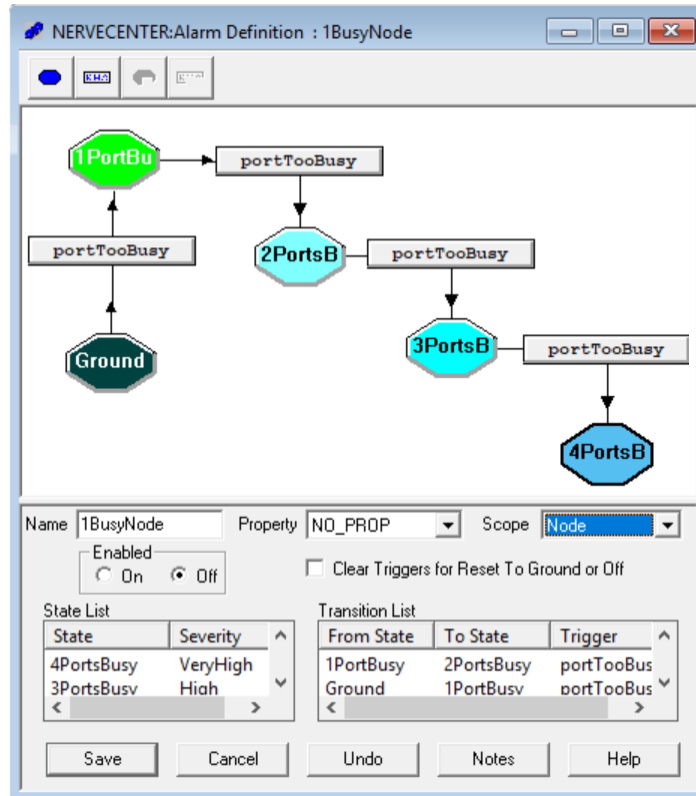 NERVECENTER:Alarm Definition : 1BusyNode
1PortBu
portTooBusy
portTooBusy
2PortsB
portTooBusy
3PortsB
portTooBusy
Ground
4PortsB
Name 1BusyNode Property NO_PROP Scope Node
Enabled
On Off
Clear Triggers for Reset To Ground or Off
State List
State Severity
4PortsBusy VeryHigh
3PortsBusy High
Transition List
From State To State Trigger
1PortBusy 2PortsBusy portTooBus
Ground 1PortBusy portTooBus
Save Cancel Undo Notes Help